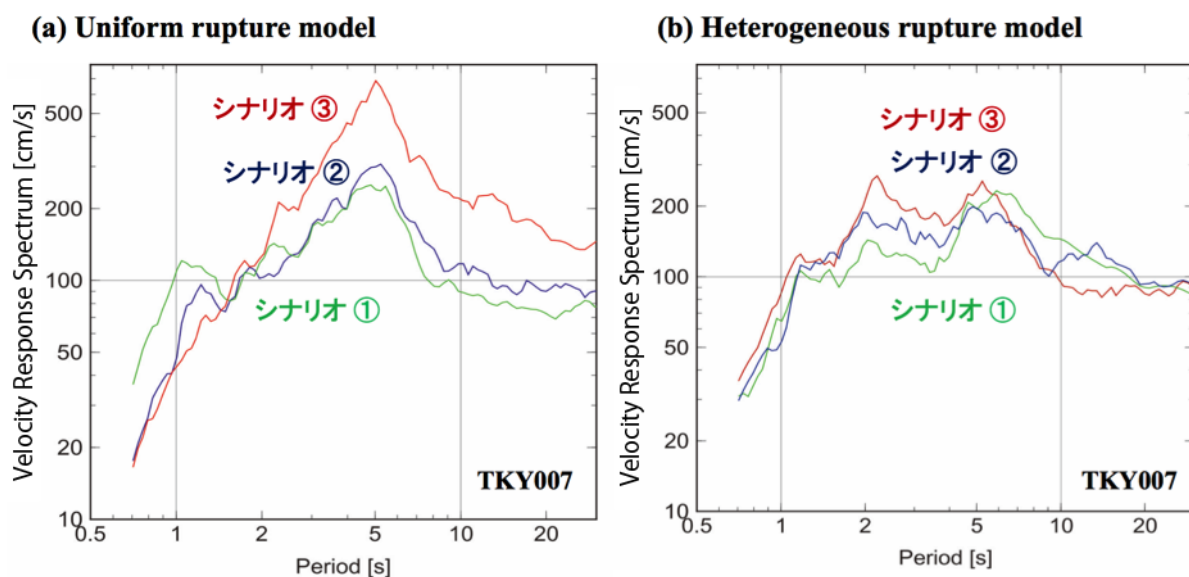 (a) Uniform rupture model
Velocity Response Spectrum [cm/s]
500
200
100
50
20
10
シナリオ ③
シナリオ ②
シナリオ ①
TKY007
0.5 1 2 5 10 20
Period [s]
(b) Heterogeneous rupture model
Velocity Response Spectrum [cm/s]
500
200
100
50
20
10
シナリオ ③
シナリオ ②
シナリオ ①
TKY007
0.5 1 2 5 10 20
Period [s]